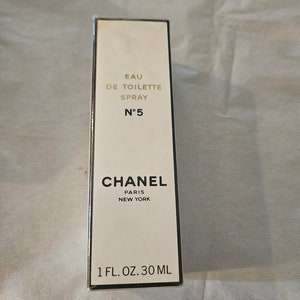 EAU
DE TOILETTE
SPRAY
N°5
CHANEL
PARIS
NEW YORK
1 FL. OZ. 30 ML